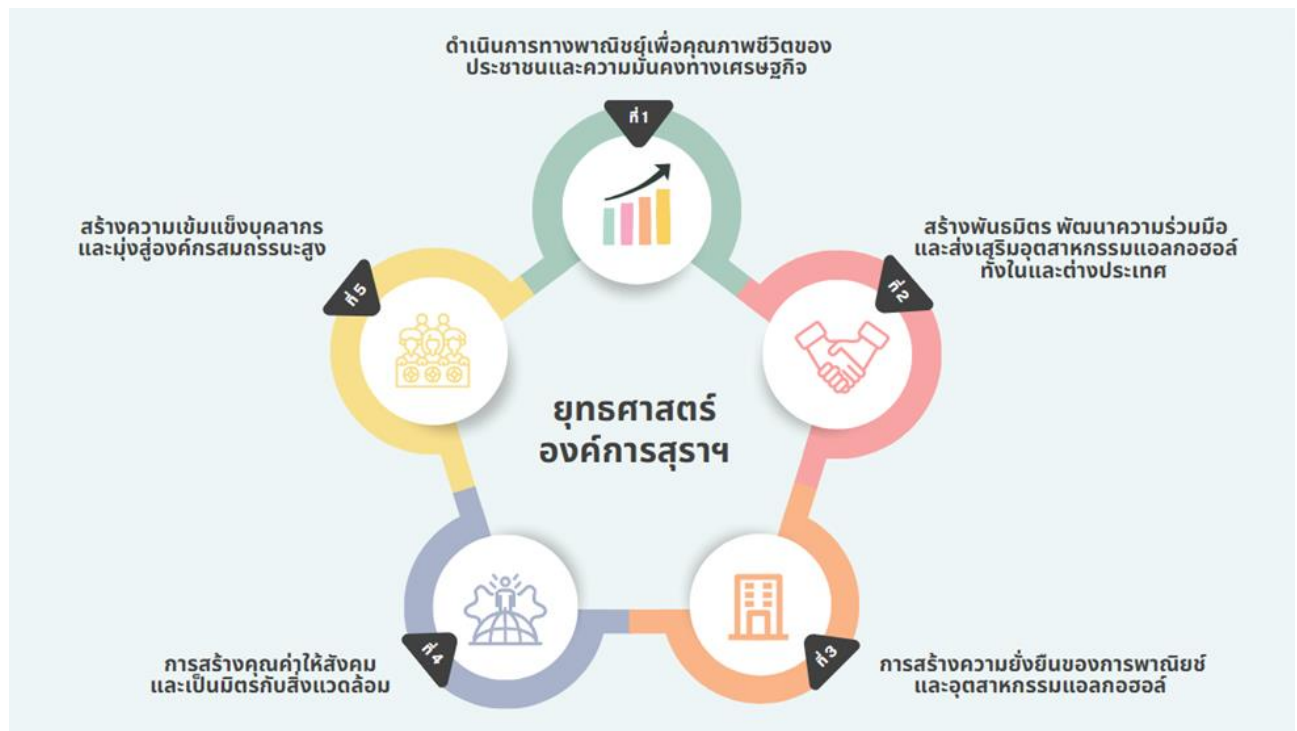 ดำเนินการทางพาณิชย์เพื่อคุณภาพชีวิตของ
ประชาชนและความมั่นคงทางเศรษฐกิจ
ที่ 1
สร้างพันธมิตร พัฒนาความร่วมมือ
และส่งเสริมอุตสาหกรรมแอลกอฮอล์
ทั้งในและต่างประเทศ
ที่ 2
การสร้างความยั่งยืนของการพาณิยช์
และอุตสาหกรรมแอลกอฮอล์
ที่ 3
การสร้างคุณค่าให้สังคม
และเป็นมิตรกับสิ่งแวดล้อม
ที่ 4
สร้างความเข้มแข็งบุคลากร
และมุ่งสู่องค์กรสมถรรนะสูง
ที่ 5
ยุทธศาสตร์
องค์การสุราฯ